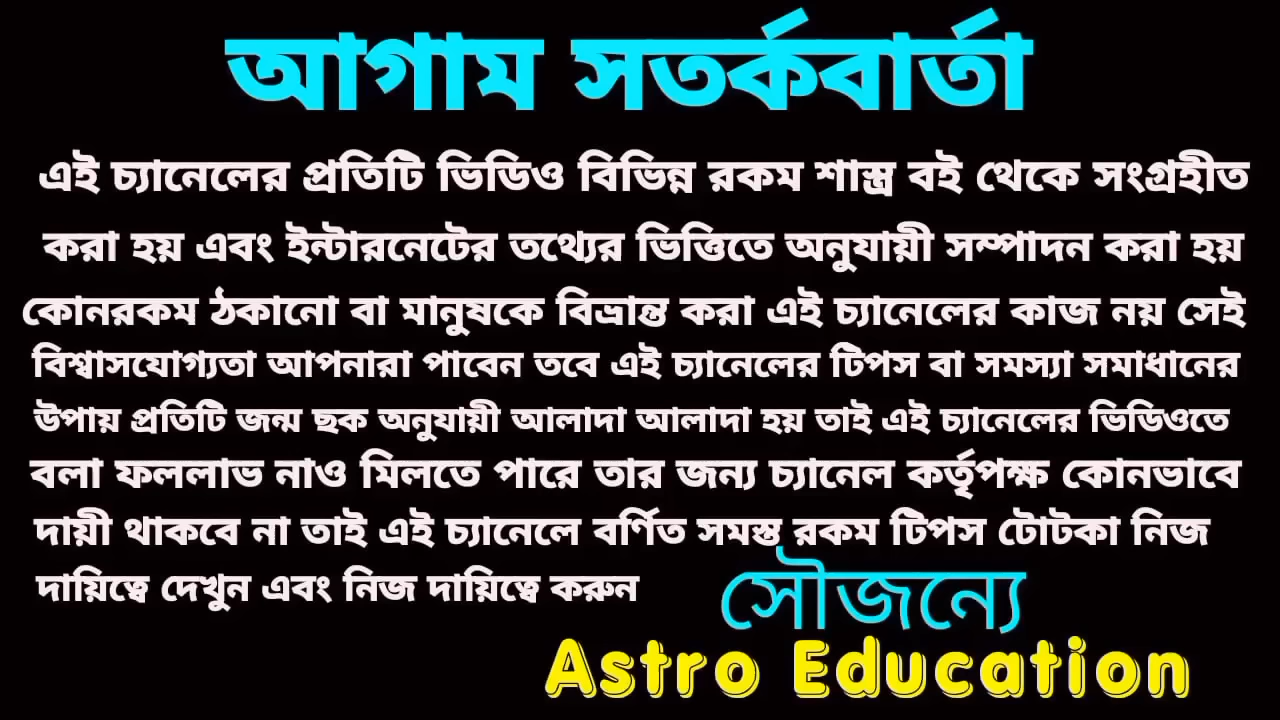 আগাম সতর্কবার্তা
এই চ্যানেলের প্রতিটি ভিডিও বিভিন্ন রকম শাস্ত্র বই থেকে সংগ্রহীত
করা হয় এবং ইন্টারনেটের তথ্যের ভিত্তিতে অনুযায়ী সম্পাদন করা হয়
কোনরকম ঠকানো বা মানুষকে বিভ্রান্ত করা এই চ্যানেলের কাজ নয় সেই
বিশ্বাসযোগ্যতা আপনারা পাবেন তবে এই চ্যানেলের টিপস বা সমস্যা সমাধানের
উপায় প্রতিটি জন্ম ছক অনুযায়ী আলাদা আলাদা হয় তাই এই চ্যানেলের ভিডিওতে
বলা ফললাভ নাও মিলতে পারে তার জন্য চ্যানেল কর্তৃপক্ষ কোনভাবে
দায়ী থাকবে না তাই এই চ্যানেলে বর্ণিত সমস্ত রকম টিপস টোটকা নিজ
দায়িত্বে দেখুন এবং নিজ দায়িত্বে করুন
সৌজন্যে
Astro Education